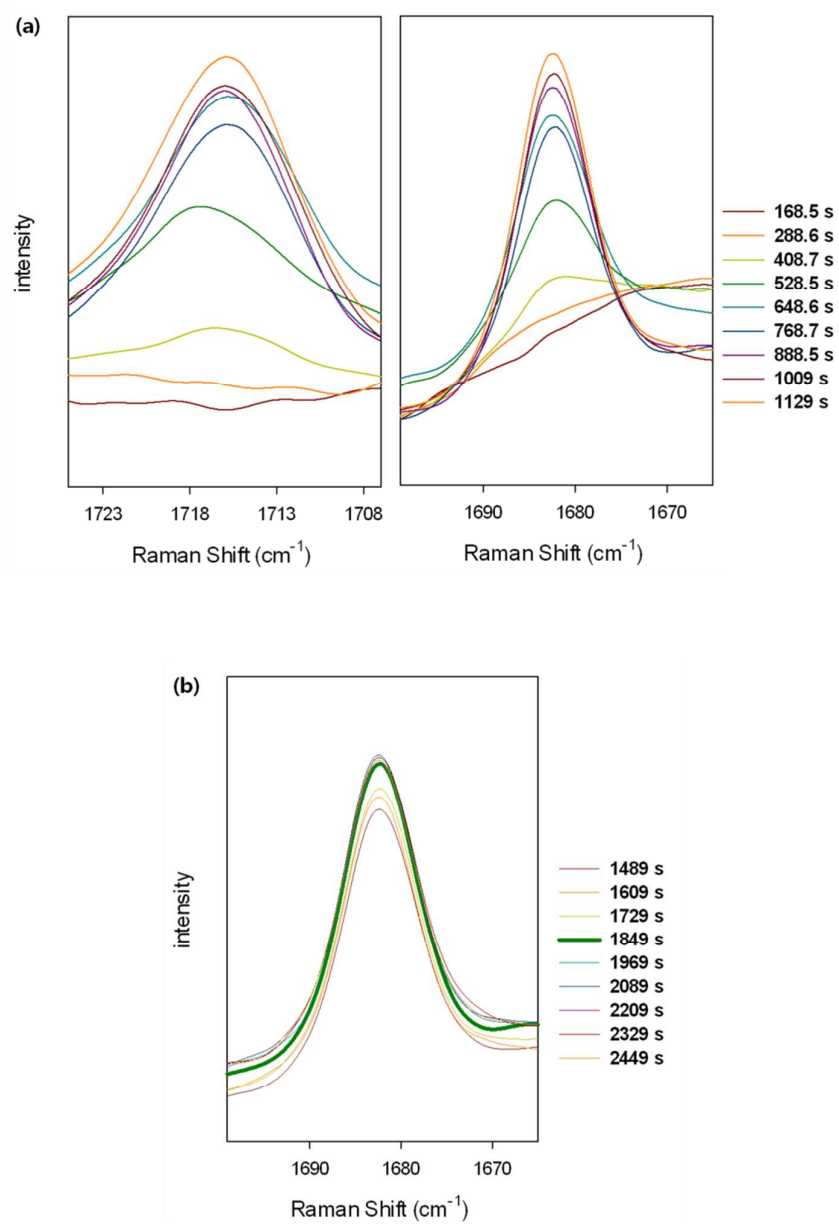 (a)
intensity
1723 1718 1713 1708
Raman Shift (cm⁻¹)
1690 1680 1670
Raman Shift (cm⁻¹)
168.5 s
288.6 s
408.7 s
528.5 s
648.6 s
768.7 s
888.5 s
1009 s
1129 s
(b)
intensity
1690 1680 1670
Raman Shift (cm⁻¹)
1489 s
1609 s
1729 s
1849 s
1969 s
2089 s
2209 s
2329 s
2449 s